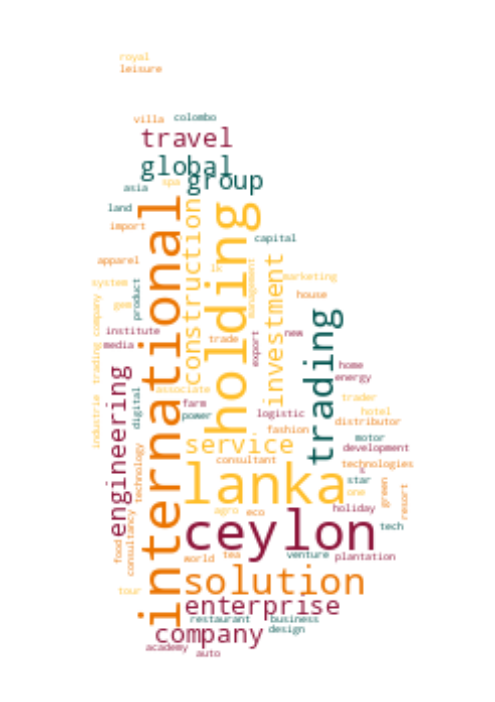 royal
leisure
villa
colombo
travel
global
group
spa
asia
land
import
international
construction
holding
capital
apparel
system
gem
product
lk
management
investment
marketing
house
institute
media
trading company
industrie
engineering
digital
technology
consultancy
food
trade
export
new
trading
home
energy
associate
farm
power
logistic
fashion
trader
hotel
distributor
motor
development
service
consultant
technologies
s
lanka
star
one
green
resort
agro
eco
holiday
ceylon
tech
world
tea
venture
plantation
tour
solution
enterprise
restaurant
business
design
company
academy
auto